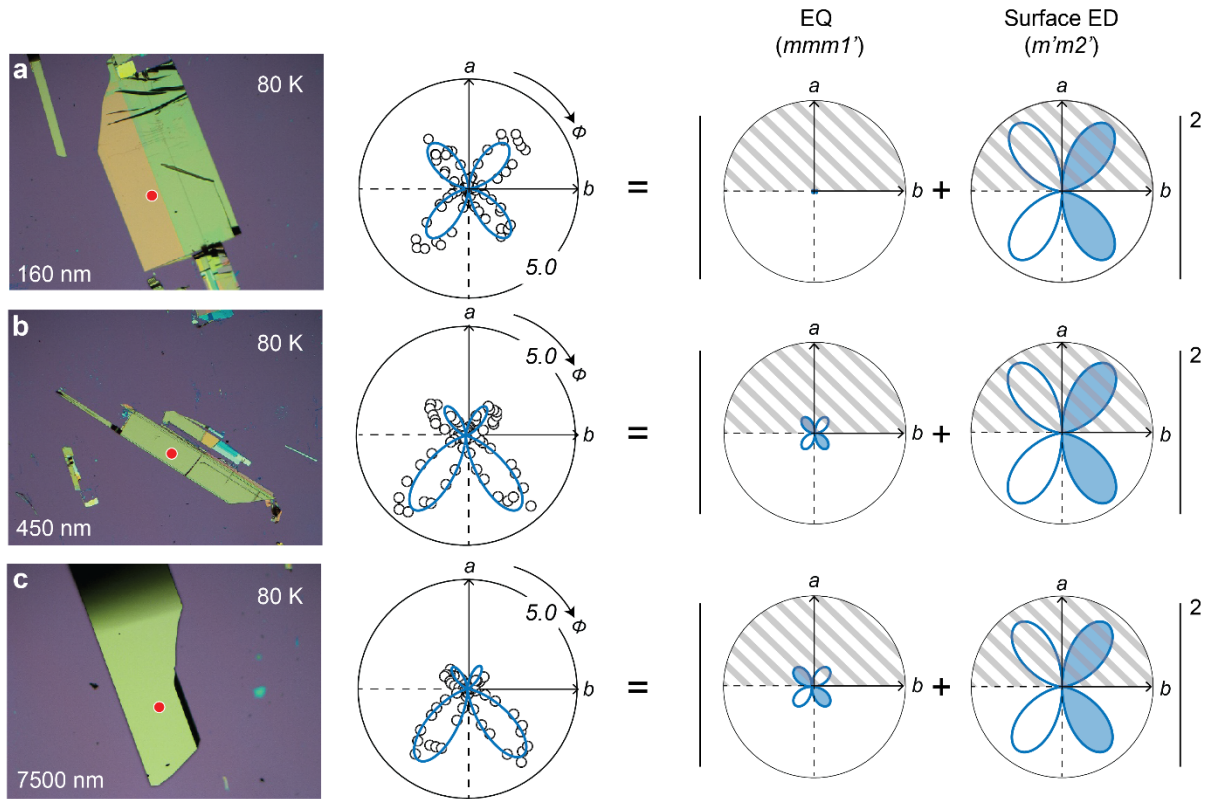 EQ
(mmm1’)
Surface ED
(m’m2’)
a
80 K
160 nm
a
ϕ
b
5.0
=
a
b
+
a
b
2
b
80 K
450 nm
a
5.0
ϕ
b
=
a
b
+
a
b
2
c
80 K
7500 nm
a
5.0
ϕ
b
=
a
b
+
a
b
2